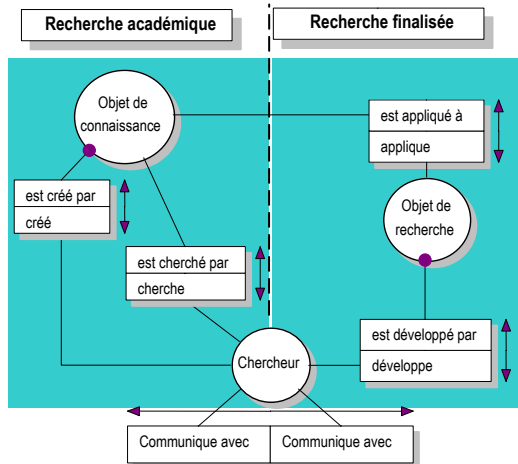 Recherche académique
Recherche finalisée
Objet de
connaissance
est appliqué à
applique
est créé par
créé
Objet de
recherche
est cherché par
cherche
est développé par
développe
Chercheur
Communique avec
Communique avec